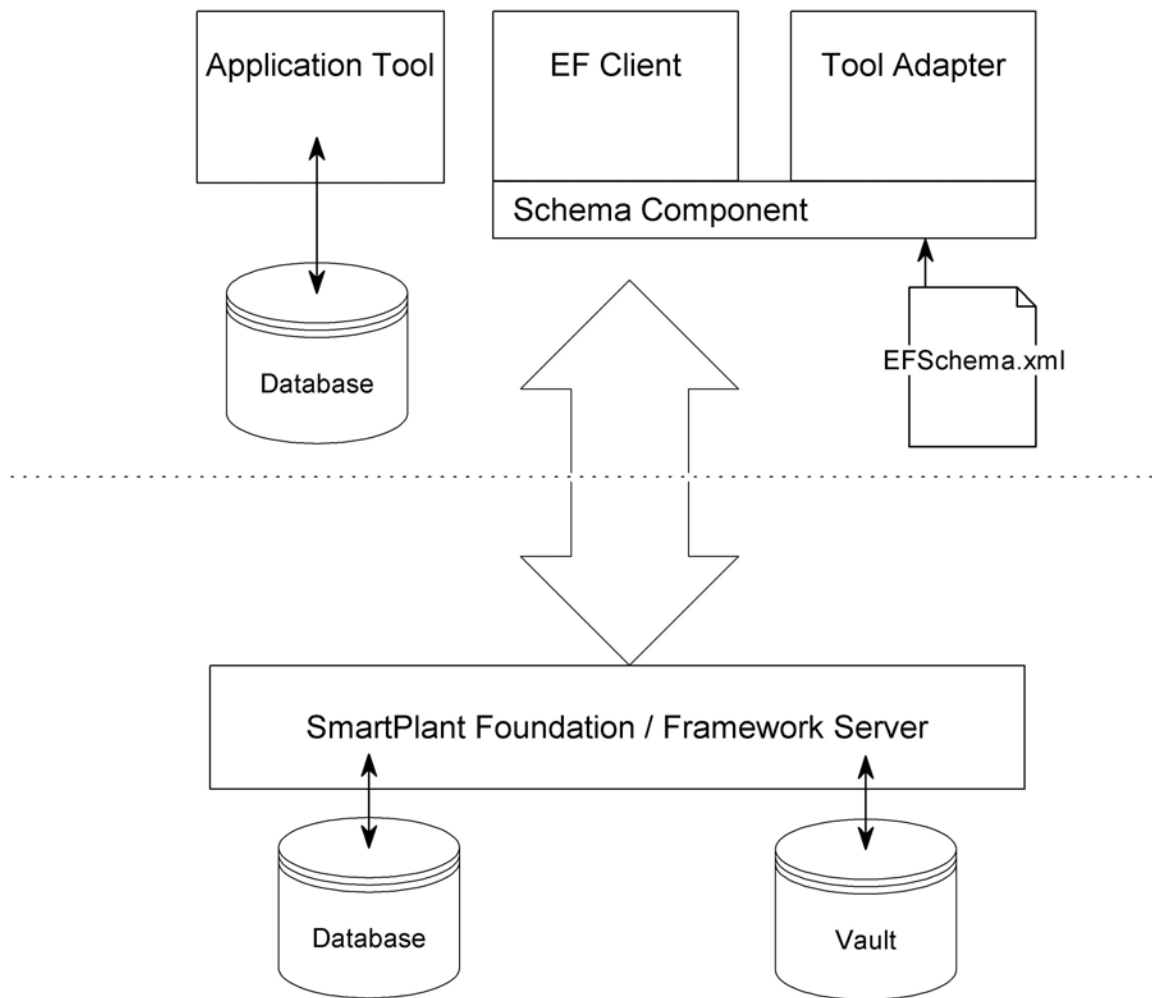 Application Tool
EF Client
Tool Adapter
Schema Component
Database
EFSchema.xml
SmartPlant Foundation / Framework Server
Database
Vault